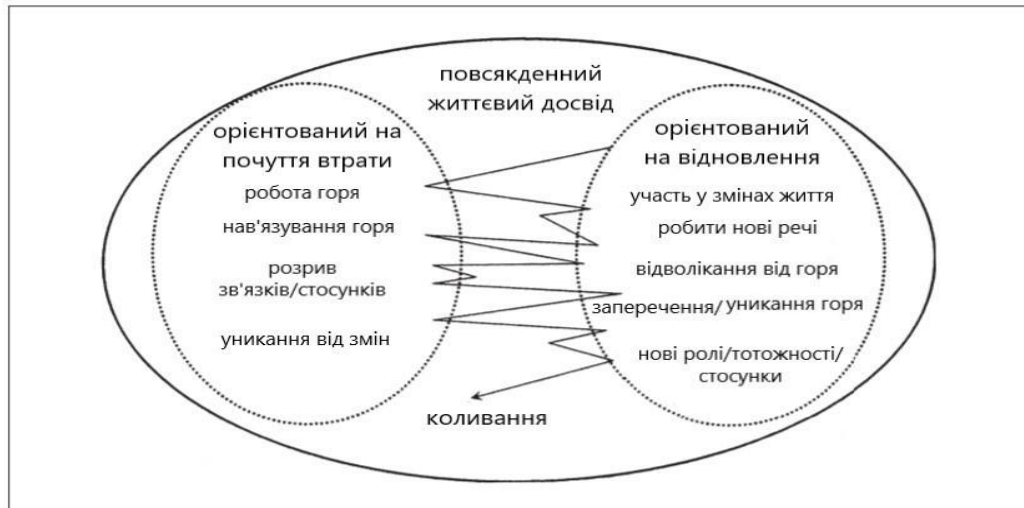 повсякденний
життєвий досвід
орієнтований на
почуття втрати
робота горя
нав'язування горя
розрив
зв'язків/стосунків
уникання від змін
орієнтований
на відновлення
участь у змінах життя
робити нові речі
відволікання від горя
заперечення/ уникання горя
нові ролі/тотожності/
стосунки
коливання